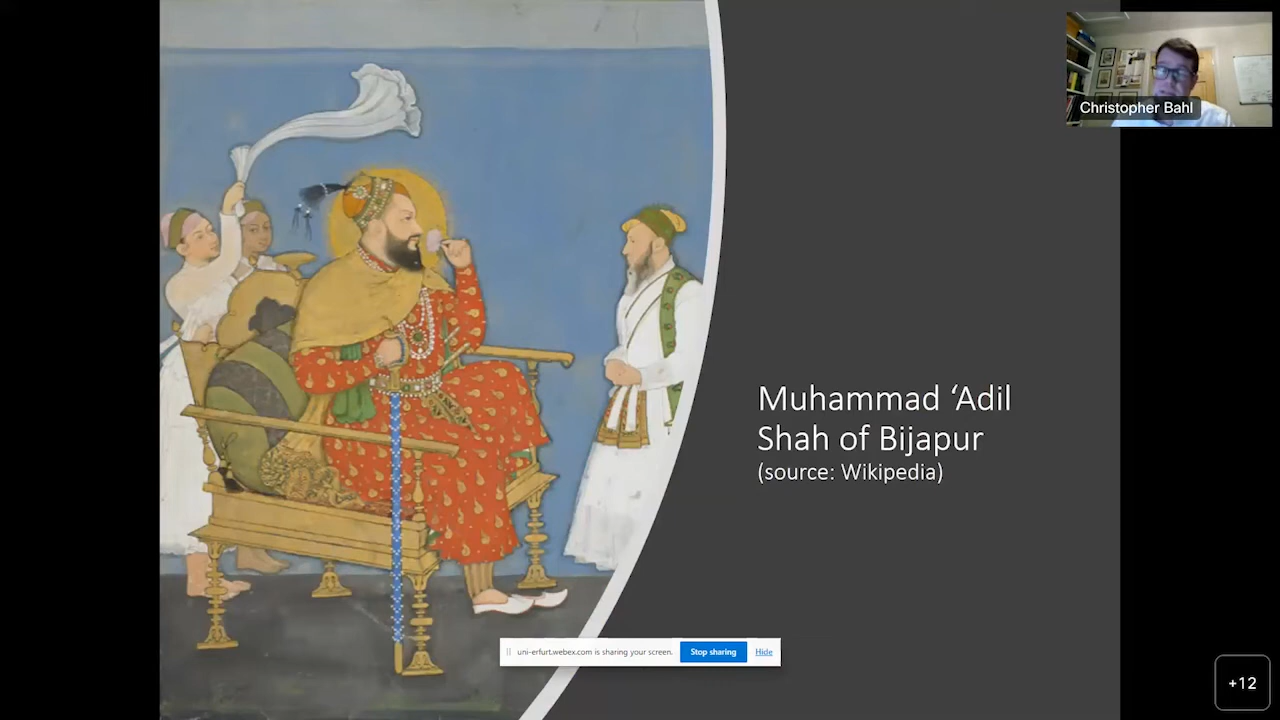 Christopher Bahl
Muhammad ‘Adil
Shah of Bijapur
(source: Wikipedia)
uni-erfurt.webex.com is sharing your screen.
Stop sharing
Hide
+12